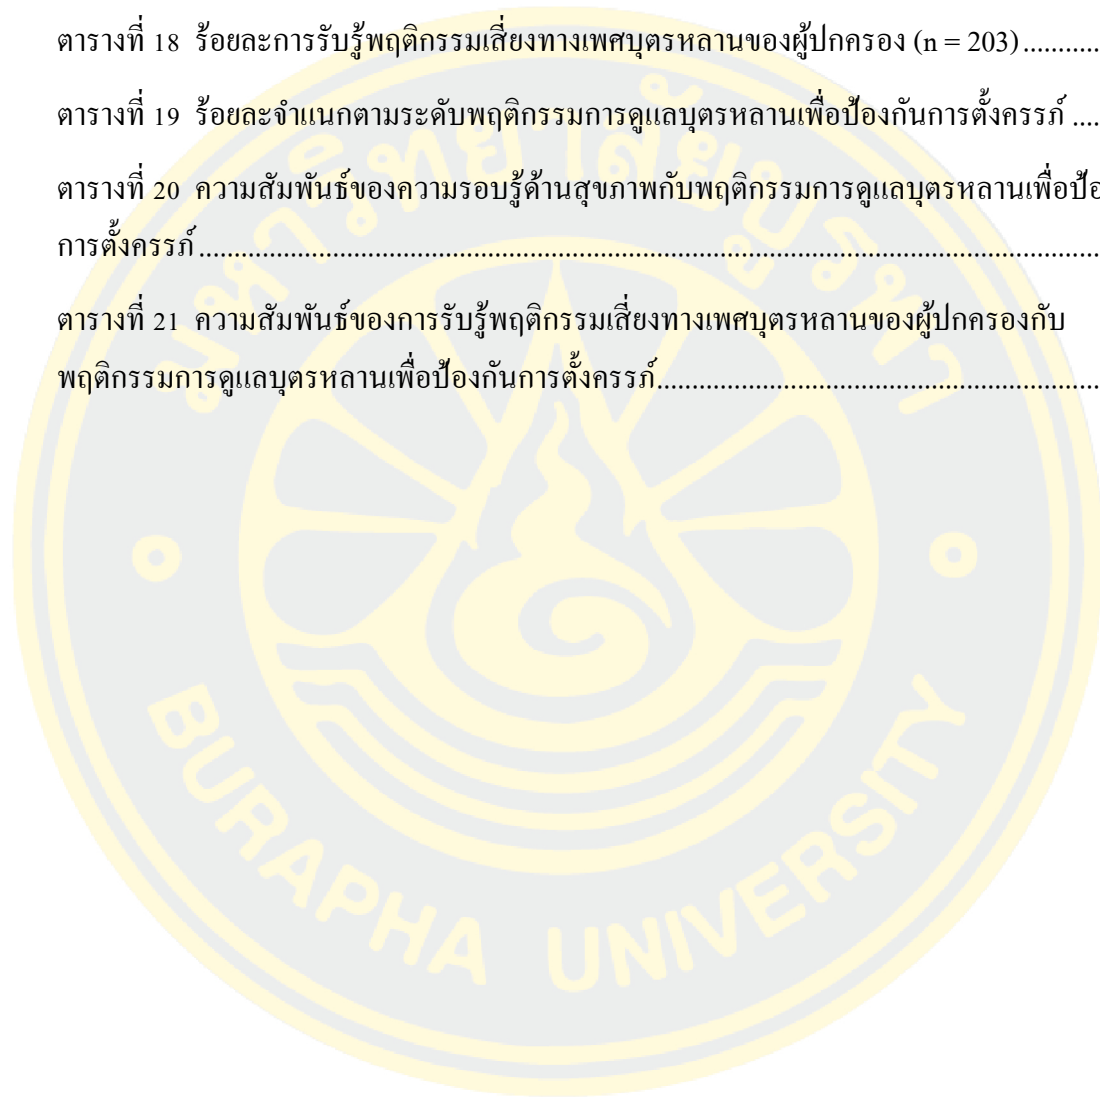 ตารางที่ 18 ร้อยละการรับรู้พฤติกรรมเสี่ยงทางเพศบุตรหลานของผู้ปกครอง (n = 203)...........
ตารางที่ 19 ร้อยละจำแนกตามระดับพฤติกรรมการดูแลบุตรหลานเพื่อป้องกันการตั้งครรภ์ ....
ตารางที่ 20 ความสัมพันธ์ของความรอบรู้ด้านสุขภาพกับพฤติกรรมการดูแลบุตรหลานเพื่อป้อ
การตั้งครรภ์........................................................................................................
ตารางที่ 21 ความสัมพันธ์ของการรับรู้พฤติกรรมเสี่ยงทางเพศบุตรหลานของผู้ปกครองกับ
พฤติกรรมการดูแลบุตรหลานเพื่อป้องกันการตั้งครรภ์...............................................................
มหาวิทยาลัยบูรพา
BURAPHA UNIVERSITY